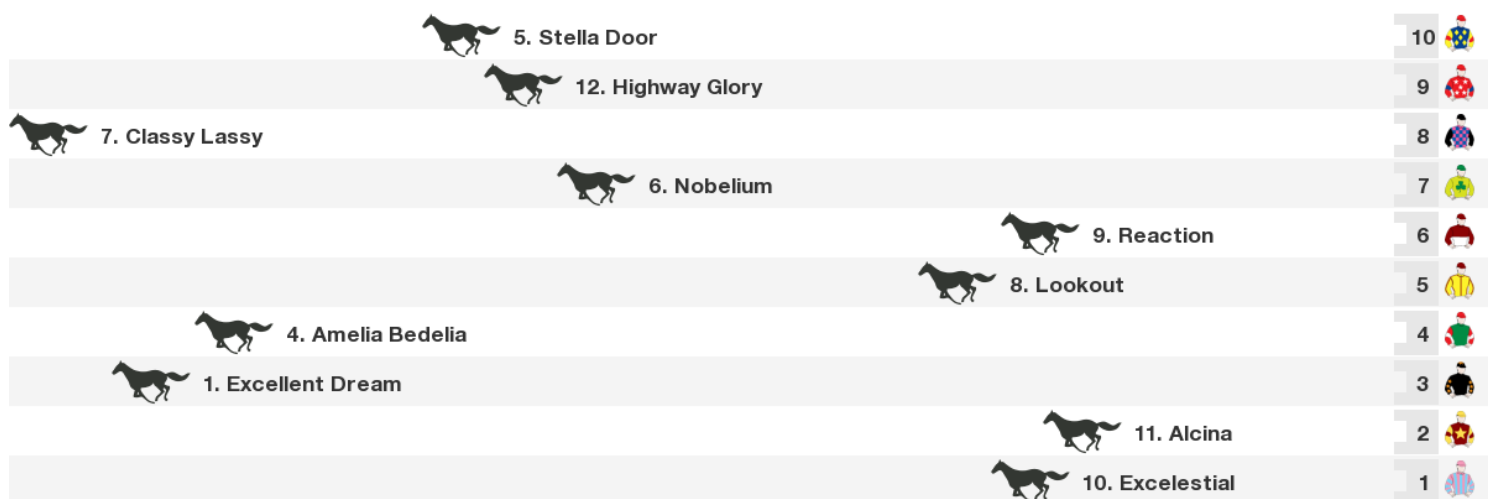 5. Stella Door 10
12. Highway Glory 9
7. Classy Lassy 8
6. Nobelium 7
9. Reaction 6
8. Lookout 5
4. Amelia Bedelia 4
1. Excellent Dream 3
11. Alcina 2
10. Excelestial 1